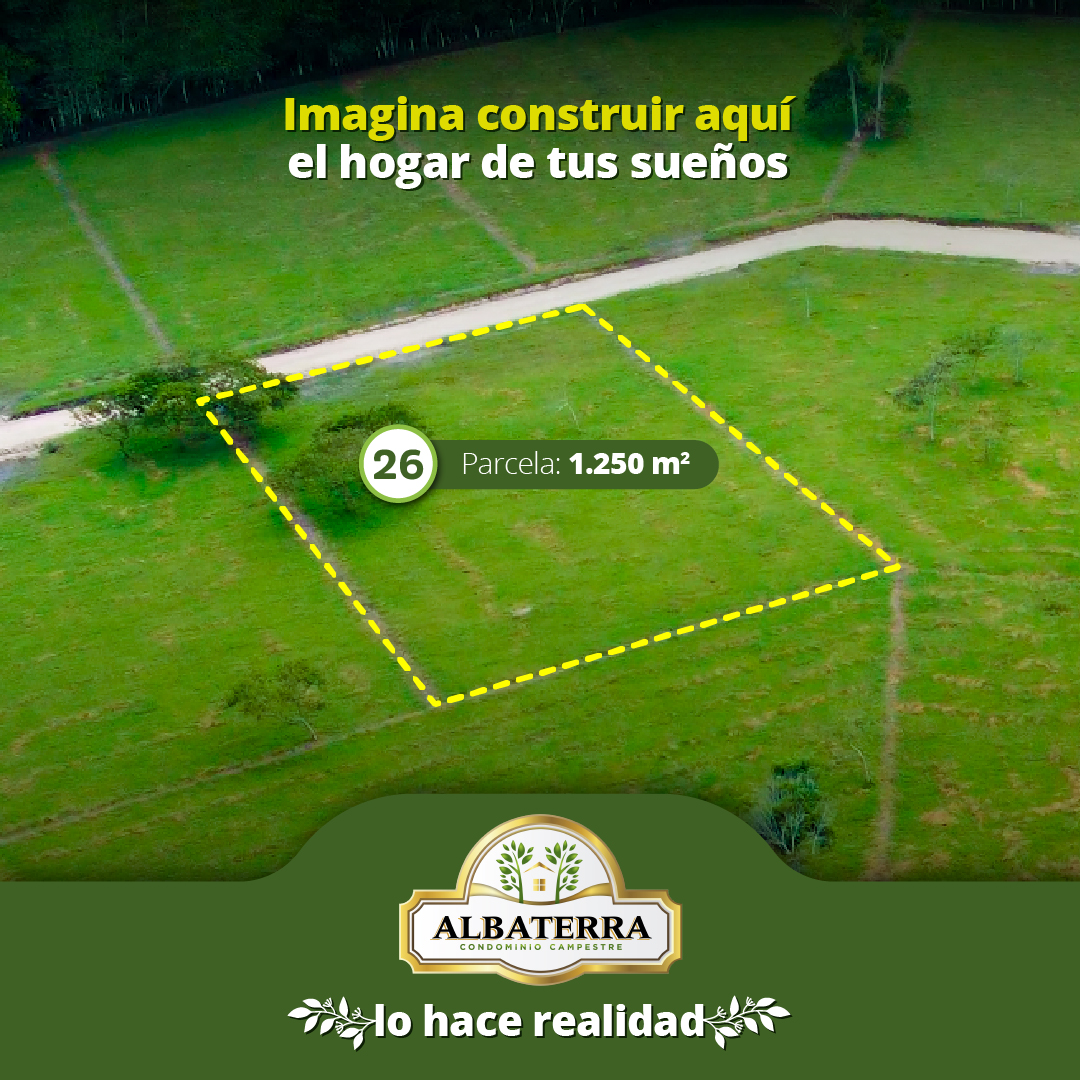 Imagina construir aquí
el hogar de tus sueños
26 Parcela: 1.250 m²
ALBATERRA
CONDOMINIO CAMPESTRE
lo hace realidad